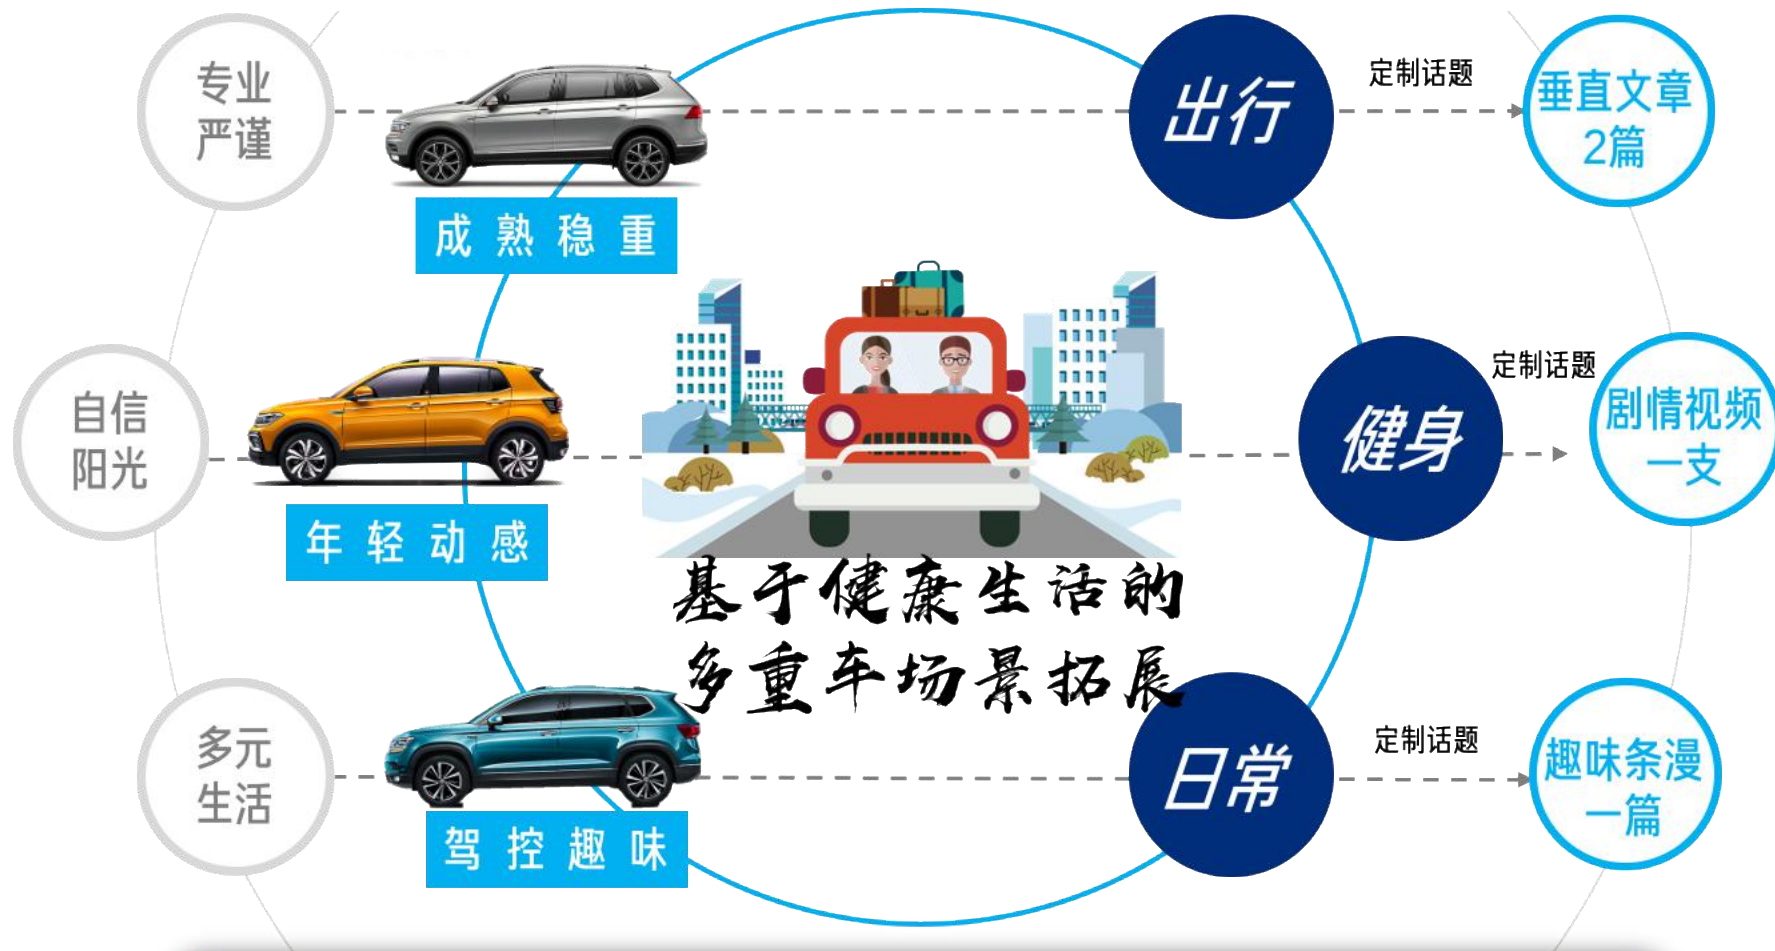 专业
严谨
成熟稳重
出行
定制话题
垂直文章
2篇
自信
阳光
年轻动感
健身
定制话题
剧情视频
一支
基于健康生活的
多重车场景拓展
多元
生活
驾控趣味
日常
定制话题
趣味条漫
一篇